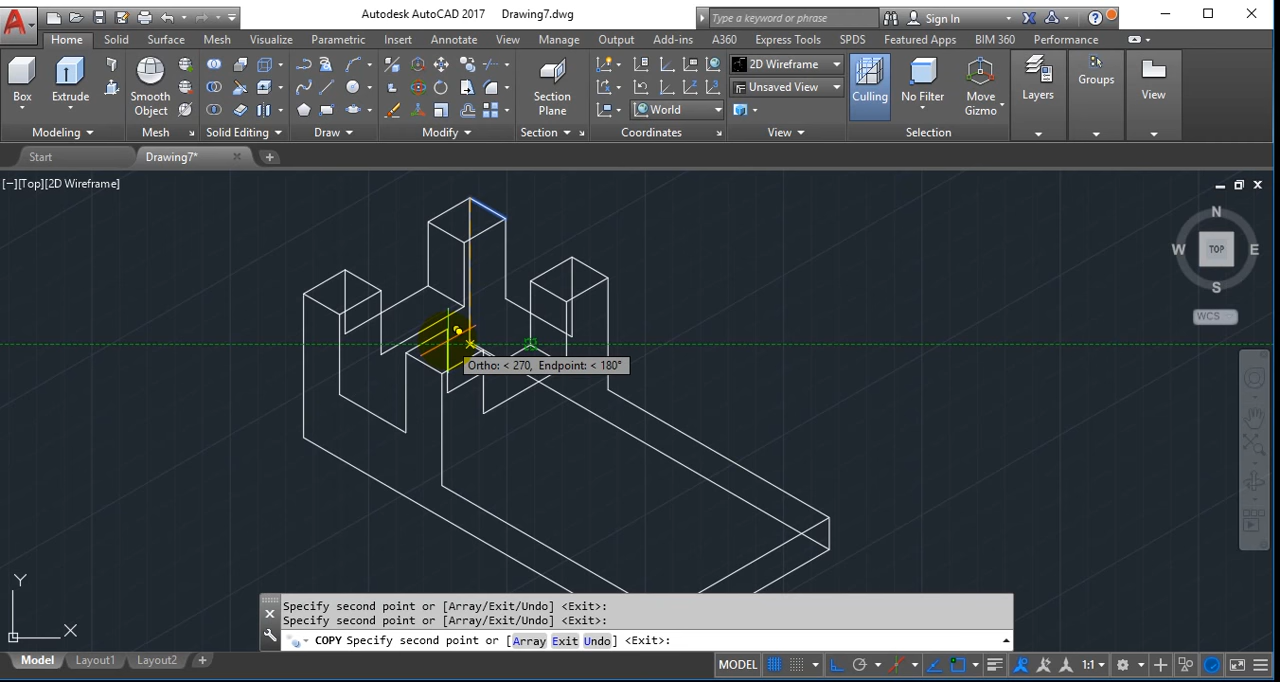 Autodesk AutoCAD 2017 Drawing7.dwg
Type a keyword or phrase
Sign In
Home Solid Surface Mesh Visualize Parametric Insert Annotate View Manage Output Add-ins A360 Express Tools SPDS Featured Apps BIM 360 Performance
Box
Extrude
Smooth
Object
Section
Plane
2D Wireframe
Unsaved View
World
Culling
No Filter
Move
Gizmo
Layers
Groups
View
Modeling Mesh Solid Editing Draw Modify Section Coordinates View Selection
Start Drawing7*
[−][Top][2D Wireframe]
N
W TOP E
S
WCS
Ortho: < 270, Endpoint: < 180°
Y
X
Specify second point or [Array/Exit/Undo] <Exit>:
Specify second point or [Array/Exit/Undo] <Exit>:
COPY Specify second point or [Array Exit Undo] <Exit>:
Model Layout1 Layout2 MODEL 1:1